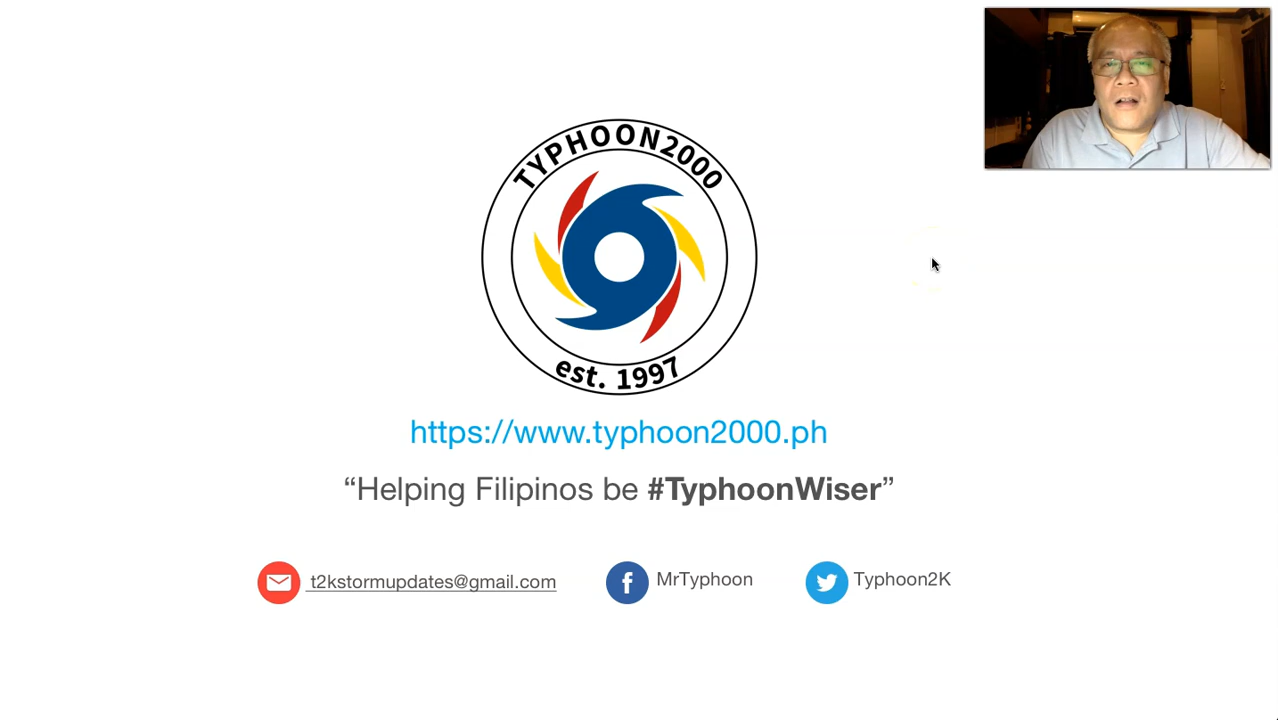 TYPHOON2000
est. 1997
https://www.typhoon2000.ph
“Helping Filipinos be #TyphoonWiser”
t2kstormupdates@gmail.com
MrTyphoon
Typhoon2K